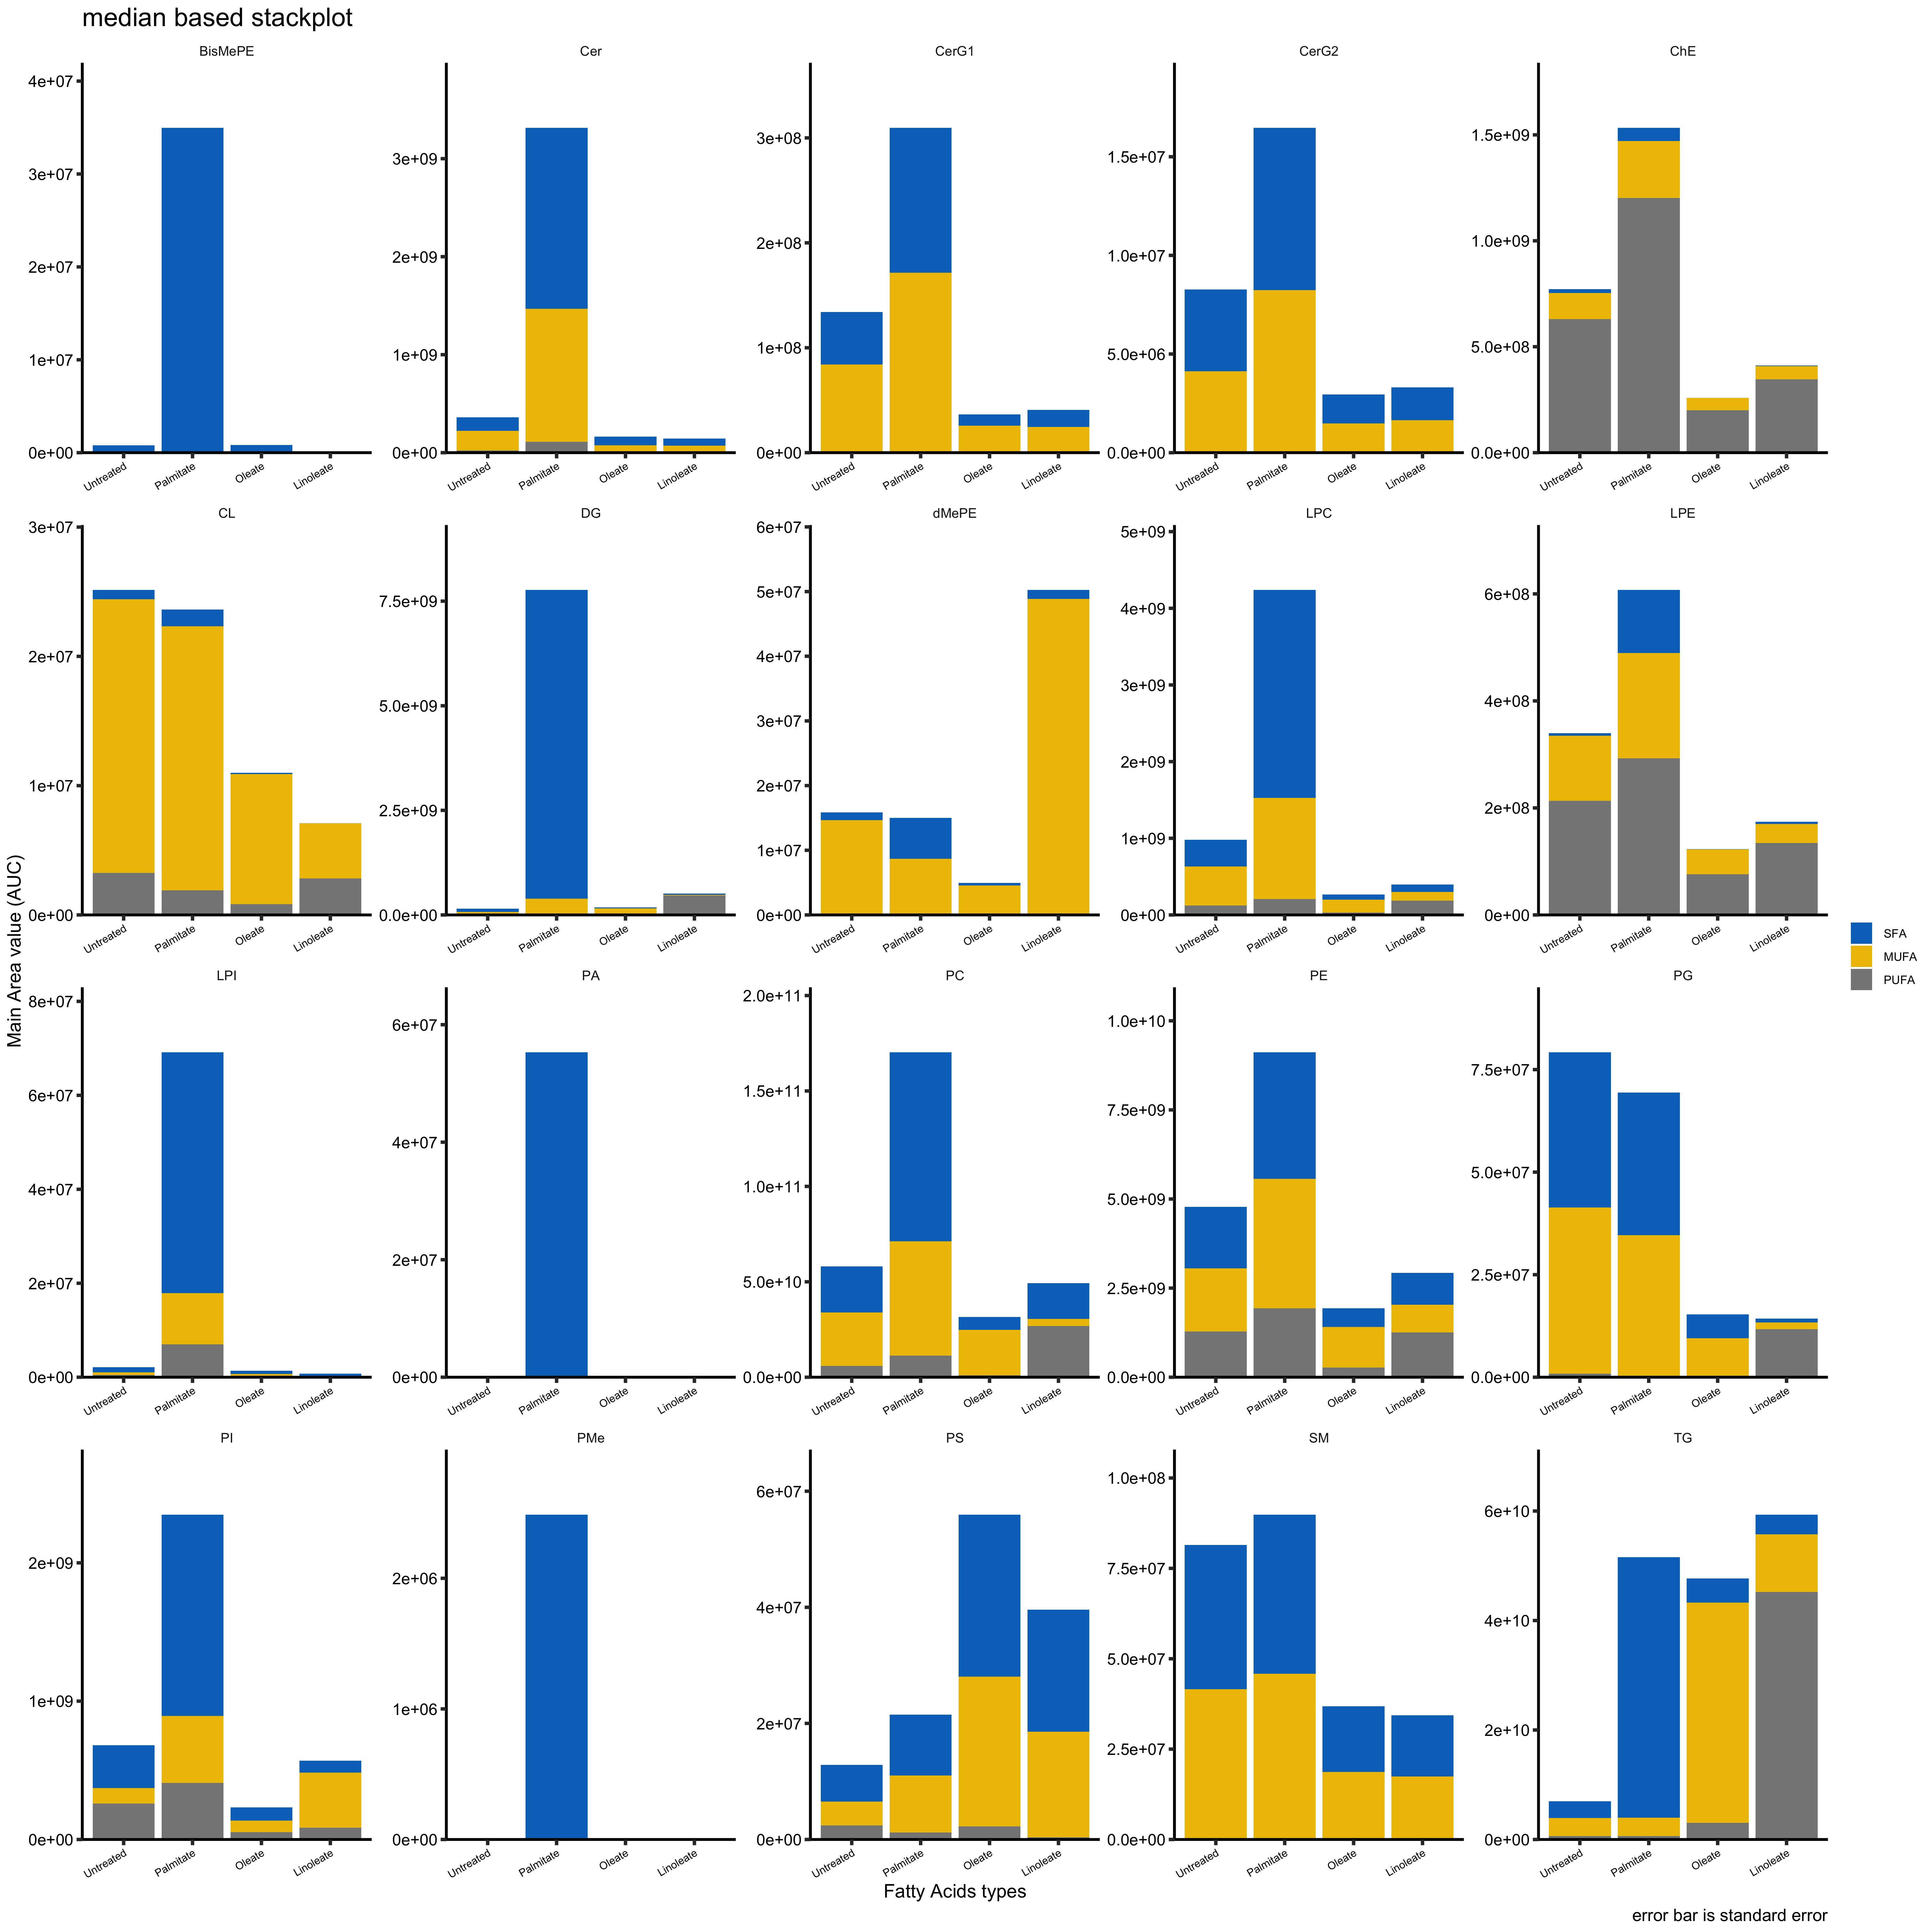 median based stackplot
BisMePE
Cer
CerG1
CerG2
ChE
4e+07
3e+07
2e+07
1e+07
0e+00
3e+09
2e+09
1e+09
0e+00
3e+08
2e+08
1e+08
0e+00
1.5e+07
1.0e+07
5.0e+06
0.0e+00
1.5e+09
1.0e+09
5.0e+08
0.0e+00
Untreated Palmitate Oleate Linoleate
Untreated Palmitate Oleate Linoleate
Untreated Palmitate Oleate Linoleate
Untreated Palmitate Oleate Linoleate
Untreated Palmitate Oleate Linoleate
CL
DG
dMePE
LPC
LPE
3e+07
2e+07
1e+07
0e+00
7.5e+09
5.0e+09
2.5e+09
0.0e+00
6e+07
5e+07
4e+07
3e+07
2e+07
1e+07
0e+00
5e+09
4e+09
3e+09
2e+09
1e+09
0e+00
6e+08
4e+08
2e+08
0e+00
Untreated Palmitate Oleate Linoleate
Untreated Palmitate Oleate Linoleate
Untreated Palmitate Oleate Linoleate
Untreated Palmitate Oleate Linoleate
Untreated Palmitate Oleate Linoleate
Main Area value (AUC)
SFA
MUFA
PUFA
LPI
PA
PC
PE
PG
8e+07
6e+07
4e+07
2e+07
0e+00
6e+07
4e+07
2e+07
0e+00
2.0e+11
1.5e+11
1.0e+11
5.0e+10
0.0e+00
1.0e+10
7.5e+09
5.0e+09
2.5e+09
0.0e+00
7.5e+07
5.0e+07
2.5e+07
0.0e+00
Untreated Palmitate Oleate Linoleate
Untreated Palmitate Oleate Linoleate
Untreated Palmitate Oleate Linoleate
Untreated Palmitate Oleate Linoleate
Untreated Palmitate Oleate Linoleate
PI
PMe
PS
SM
TG
2e+09
1e+09
0e+00
2e+06
1e+06
0e+00
6e+07
4e+07
2e+07
0e+00
1.0e+08
7.5e+07
5.0e+07
2.5e+07
0.0e+00
6e+10
4e+10
2e+10
0e+00
Untreated Palmitate Oleate Linoleate
Untreated Palmitate Oleate Linoleate
Untreated Palmitate Oleate Linoleate
Untreated Palmitate Oleate Linoleate
Untreated Palmitate Oleate Linoleate
Fatty Acids types
error bar is standard error